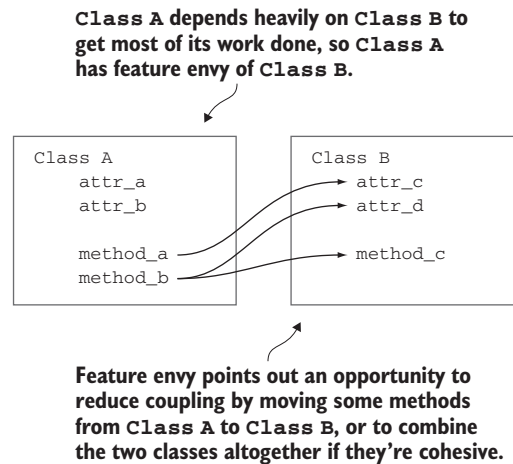 Class A depends heavily on Class B to
get most of its work done, so Class A
has feature envy of Class B.
Class A
attr_a
attr_b
method_a
method_b
Class B
attr_c
attr_d
method_c
Feature envy points out an opportunity to
reduce coupling by moving some methods
from Class A to Class B, or to combine
the two classes altogether if they're cohesive.